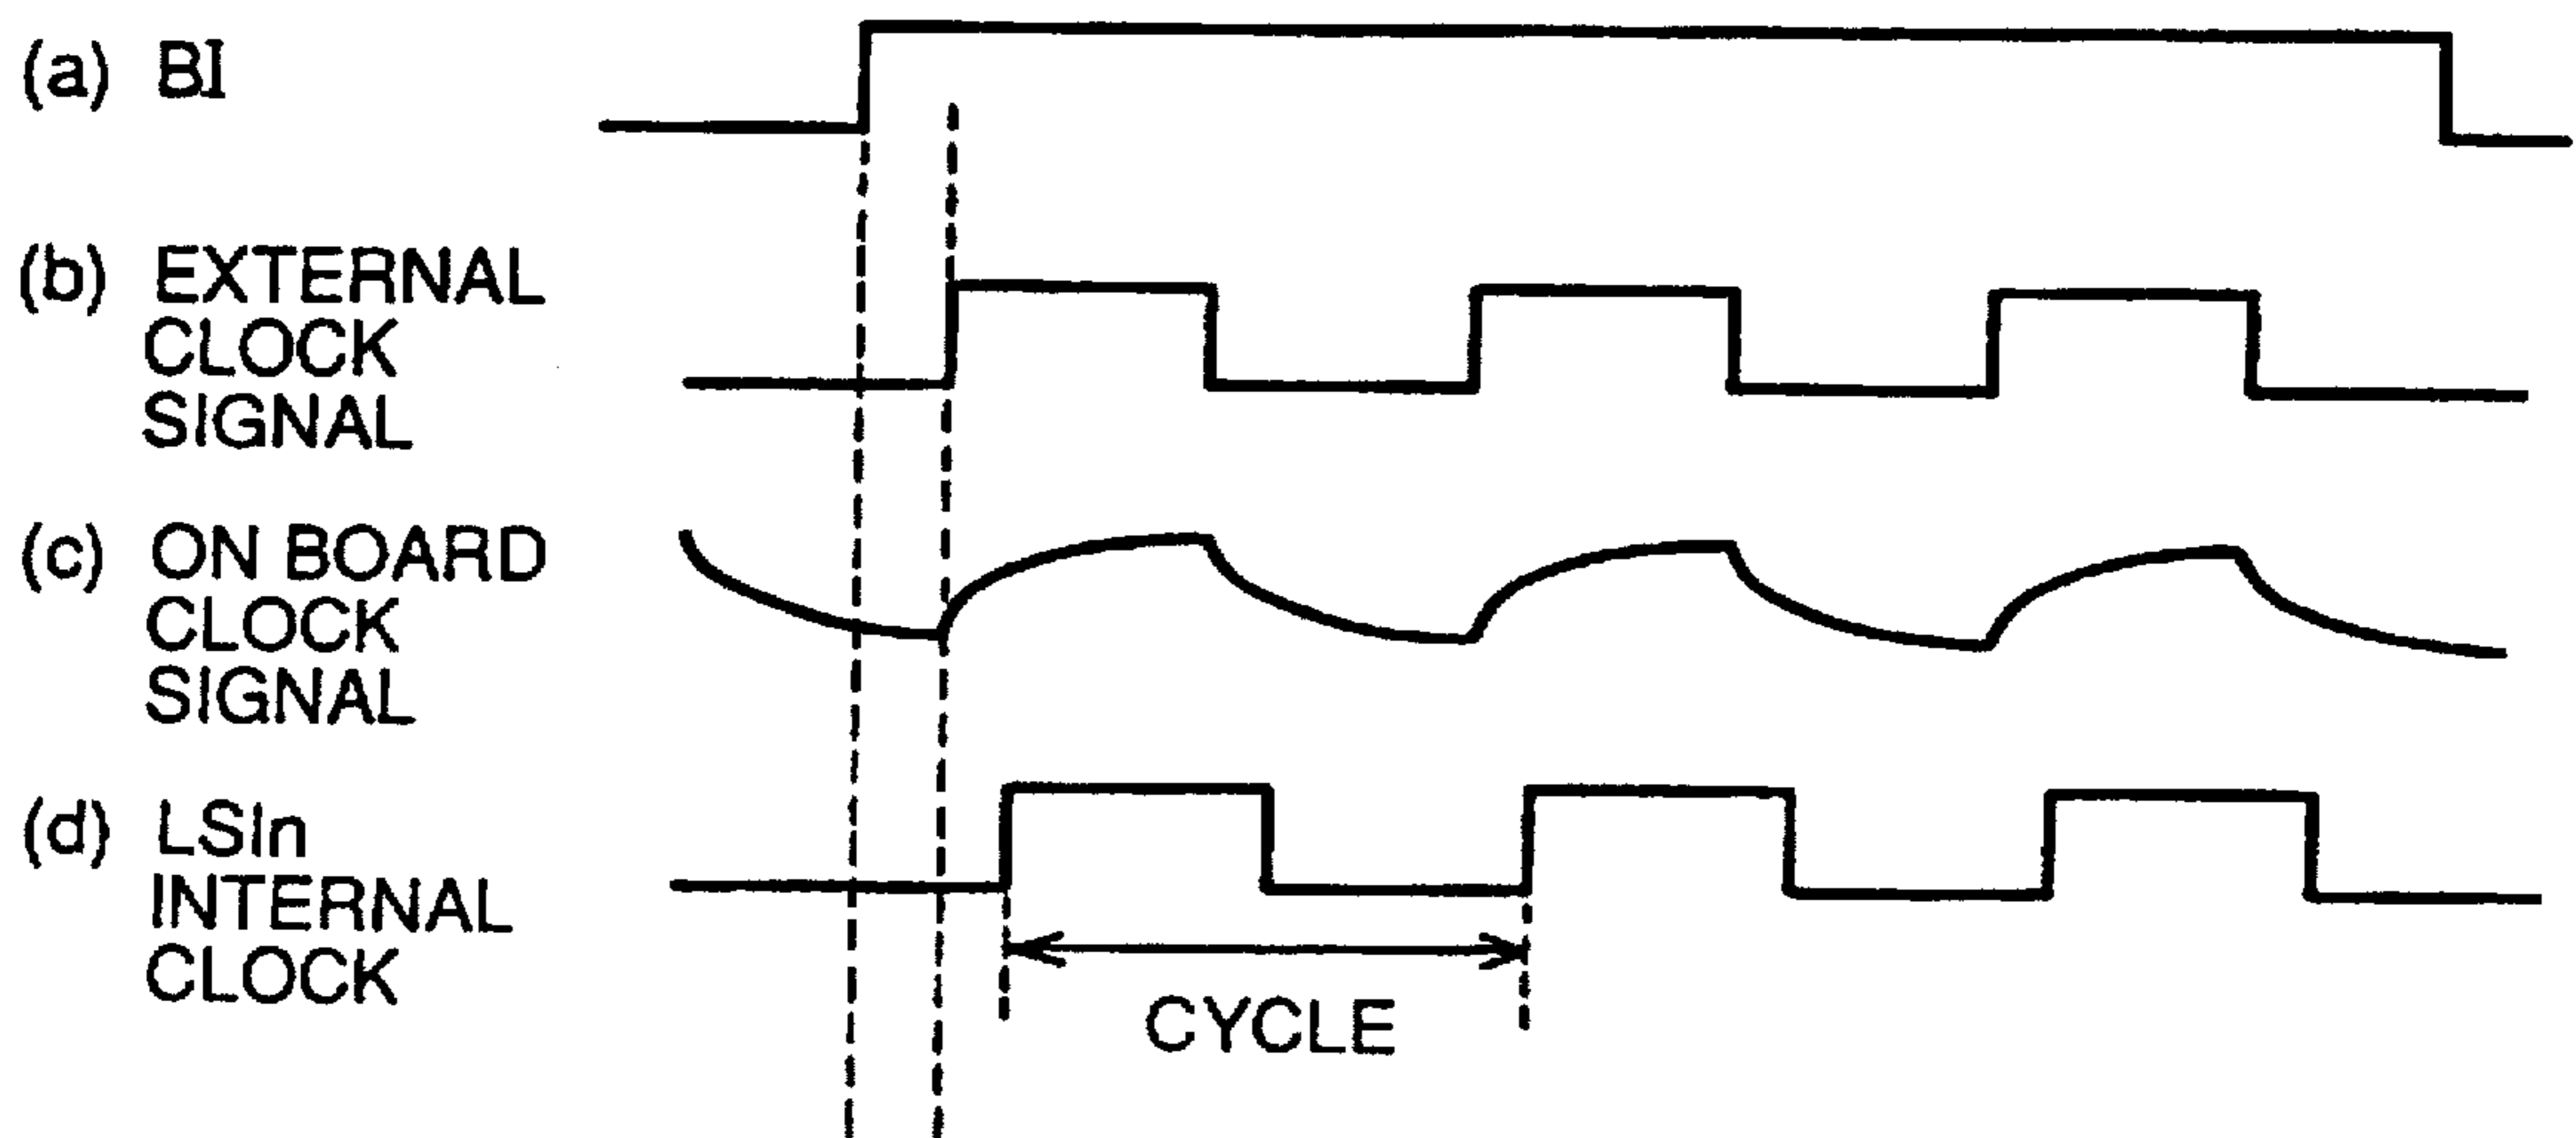 (a) BI
(b) EXTERNAL
CLOCK
SIGNAL
(c) ON BOARD
CLOCK
SIGNAL
(d) LSIn
INTERNAL
CLOCK
CYCLE